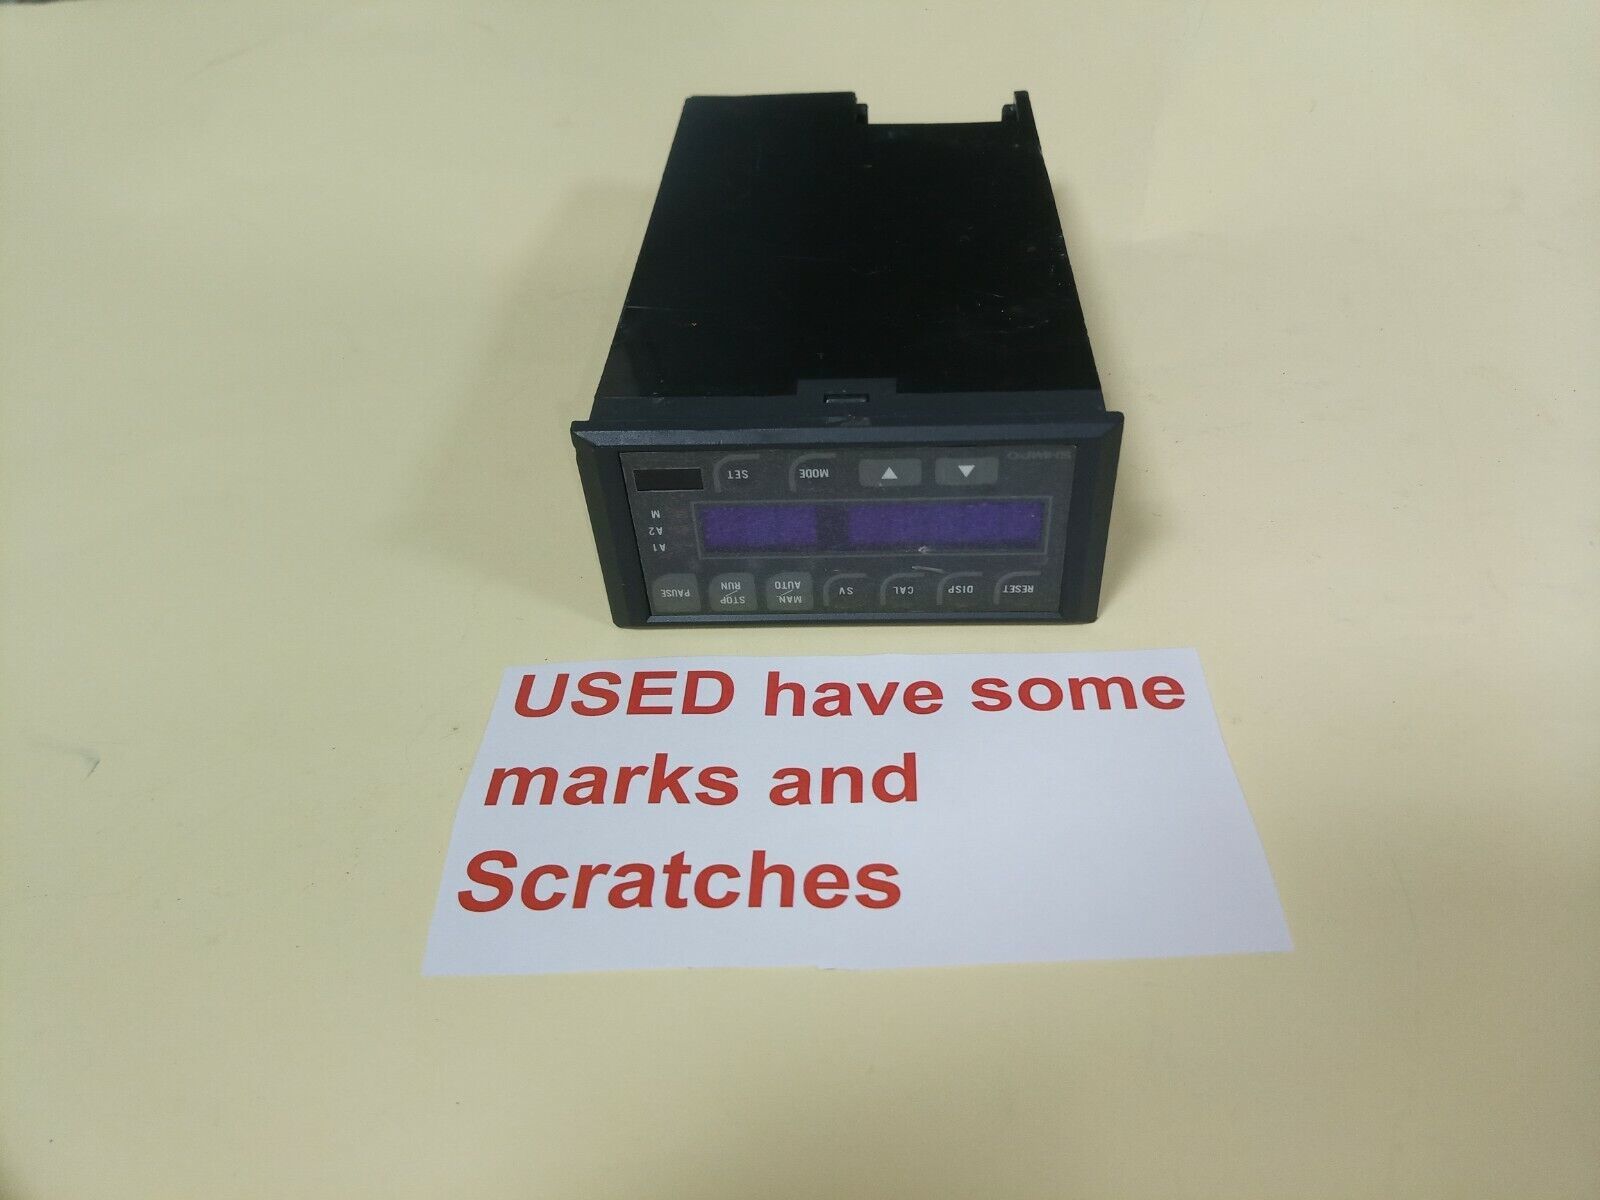 SHIMPO
▼ ▲ MODE SET
M
A2
A1
RESET DISP CAL SV MAN. / AUTO STOP / RUN PAUSE
USED have some
marks and
Scratches